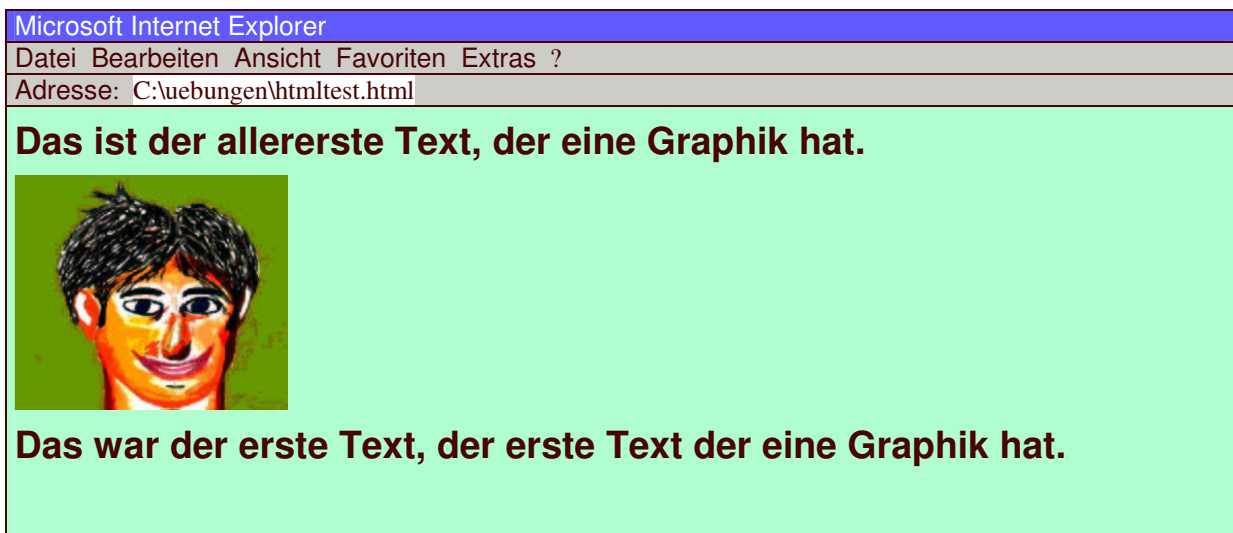 Microsoft Internet Explorer
Datei Bearbeiten Ansicht Favoriten Extras ?
Adresse: C:\uebungen\htmltest.html
Das ist der allererste Text, der eine Graphik hat.
Das war der erste Text, der erste Text der eine Graphik hat.